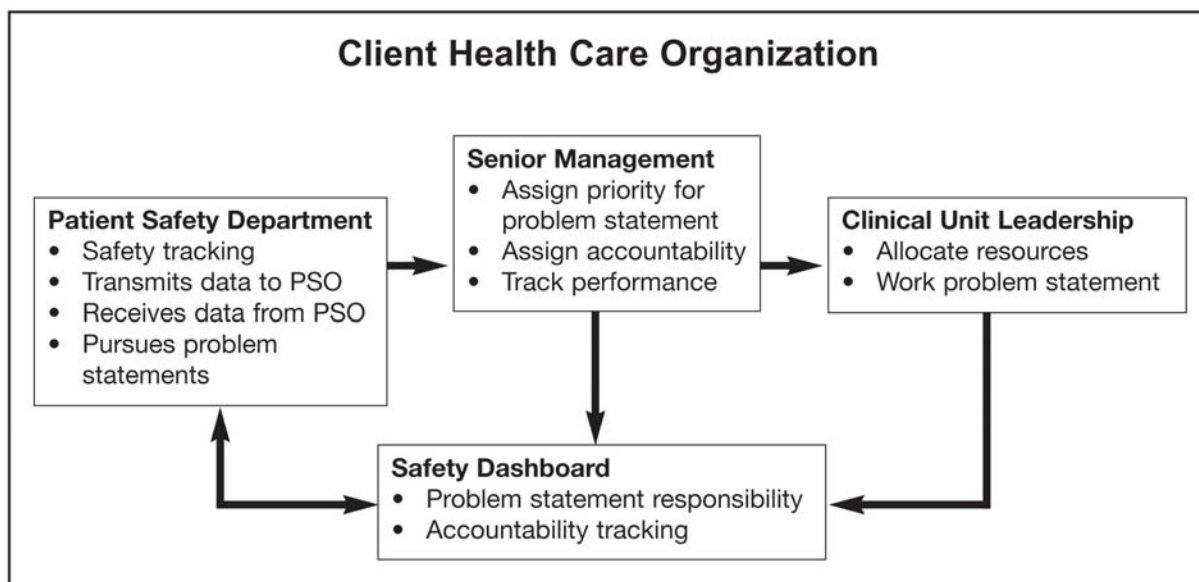 Client Health Care Organization
Patient Safety Department
• Safety tracking
• Transmits data to PSO
• Receives data from PSO
• Pursues problem
statements
Senior Management
• Assign priority for
problem statement
• Assign accountability
• Track performance
Clinical Unit Leadership
• Allocate resources
• Work problem statement
Safety Dashboard
• Problem statement responsibility
• Accountability tracking